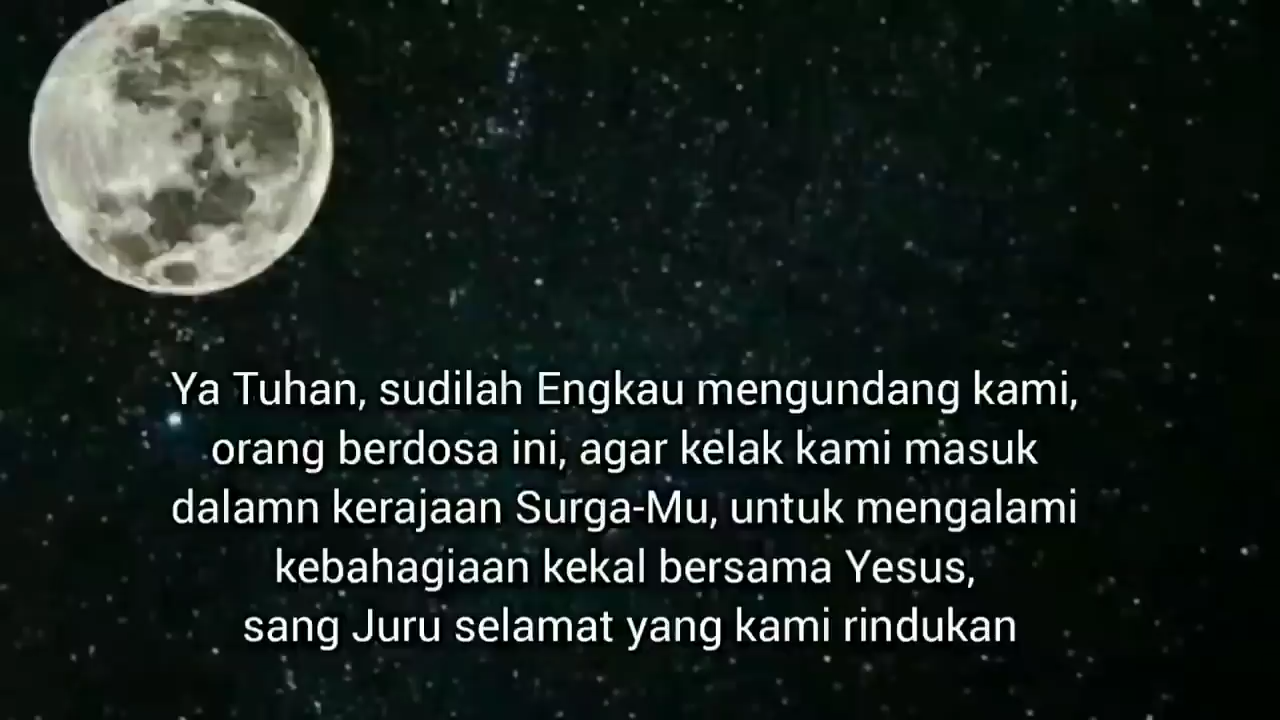 Ya Tuhan, sudilah Engkau mengundang kami,
orang berdosa ini, agar kelak kami masuk
dalamn kerajaan Surga-Mu, untuk mengalami
kebahagiaan kekal bersama Yesus,
sang Juru selamat yang kami rindukan